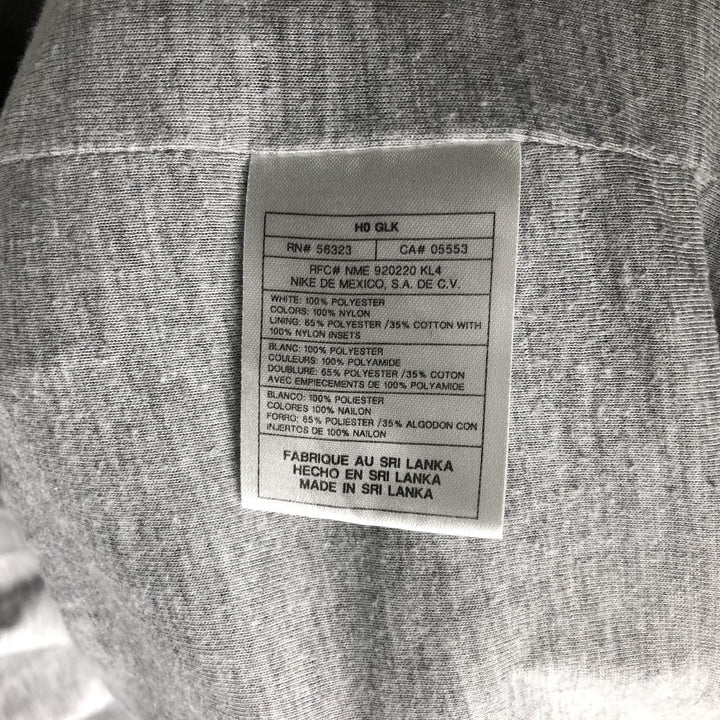 H0 GLK
RN# 56323 CA# 05553
RFC# NME 920220 KL4
NIKE DE MEXICO, S.A. DE C.V.
WHITE: 100% POLYESTER
COLORS: 100% NYLON
LINING: 65% POLYESTER /35% COTTON WITH
100% NYLON INSETS
BLANC: 100% POLYESTER
COULEURS: 100% POLYAMIDE
DOUBLURE: 65% POLYESTER /35% COTON
AVEC EMPIECEMENTS DE 100% POLYAMIDE
BLANCO: 100% POLIESTER
COLORES 100% NAILON
FORRO: 65% POLIESTER /35% ALGODON CON
INJERTOS DE 100% NAILON
FABRIQUE AU SRI LANKA
HECHO EN SRI LANKA
MADE IN SRI LANKA